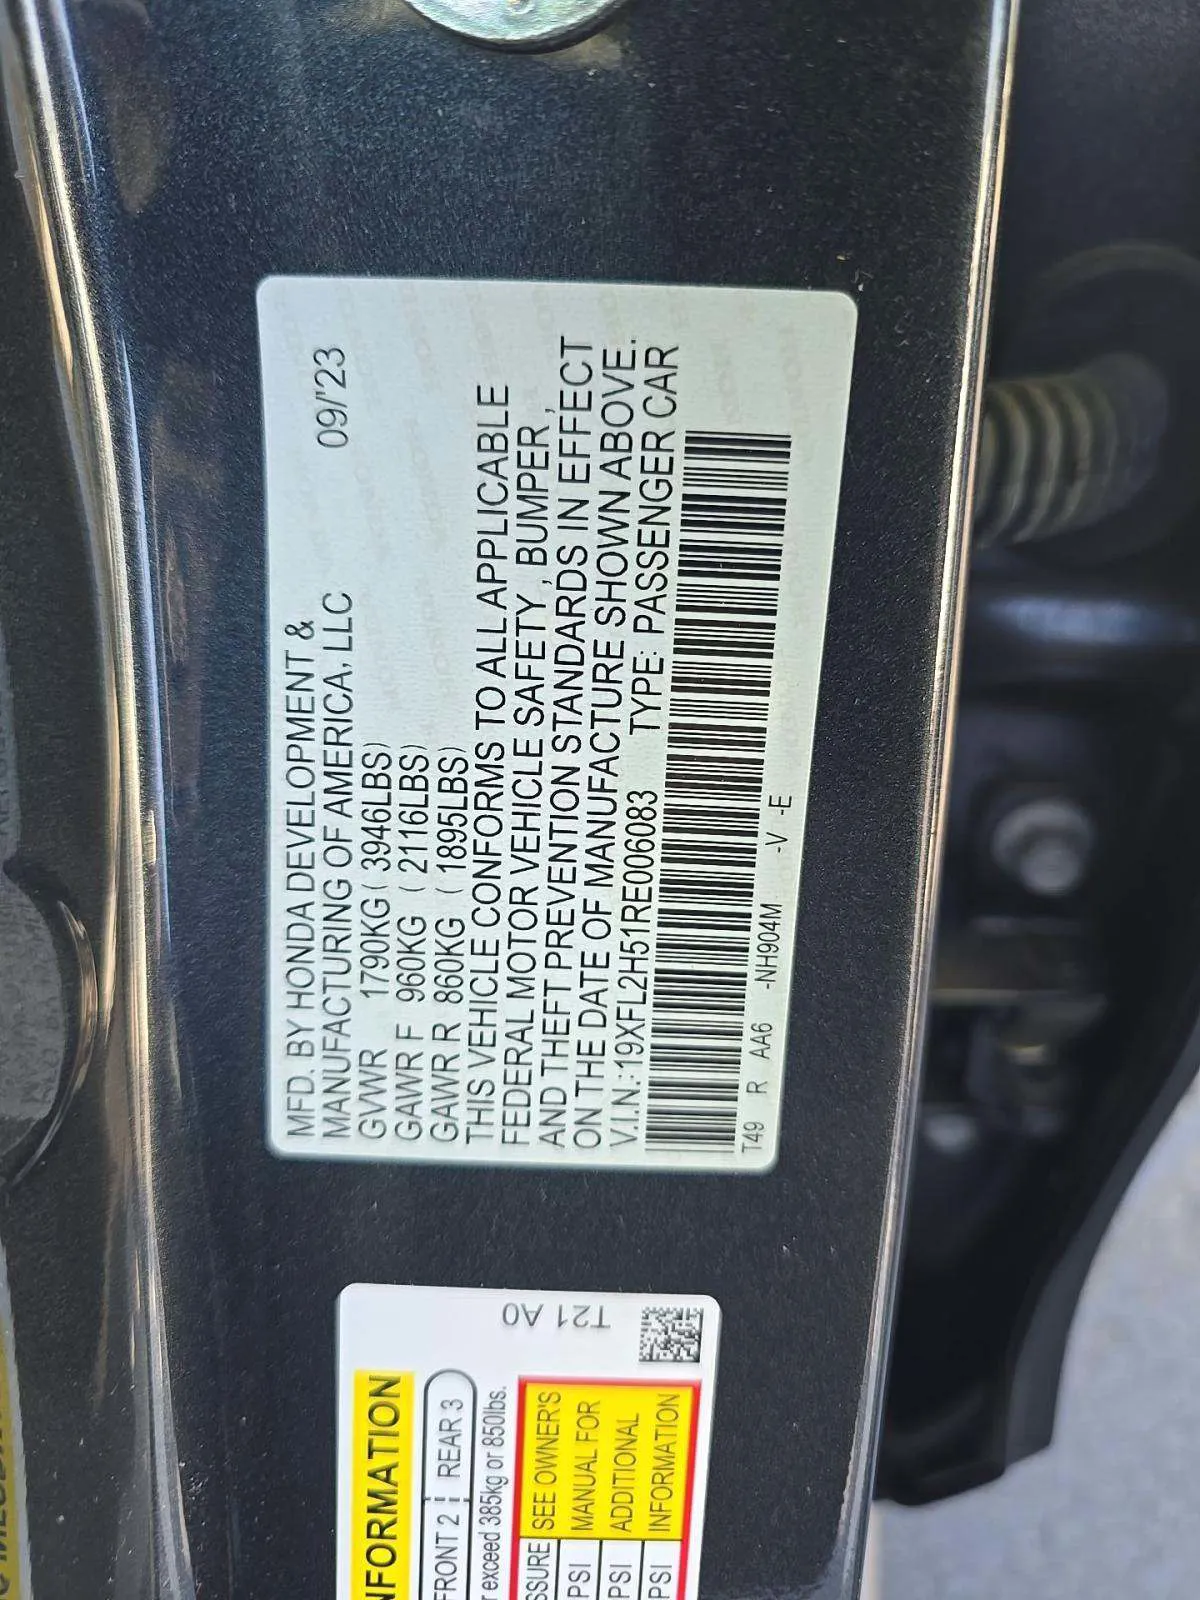 MFD. BY HONDA DEVELOPMENT &
MANUFACTURING OF AMERICA, LLC 09/'23
GVWR 1790KG ( 3946LBS)
GAWR F 960KG ( 2116LBS)
GAWR R 860KG ( 1895LBS)
THIS VEHICLE CONFORMS TO ALL APPLICABLE
FEDERAL MOTOR VEHICLE SAFETY , BUMPER,
AND THEFT PREVENTION STANDARDS IN EFFECT
ON THE DATE OF MANUFACTURE SHOWN ABOVE.
V.I.N.:19XFL2H51RE006083 TYPE: PASSENGER CAR
T49 R AA6 -NH904M -V -E
T21 A0
FORMATION
FRONT 2 REAR 3
exceed 385kg or 850lbs.
SSURE SEE OWNER'S
PSI MANUAL FOR
PSI ADDITIONAL
PSI INFORMATION